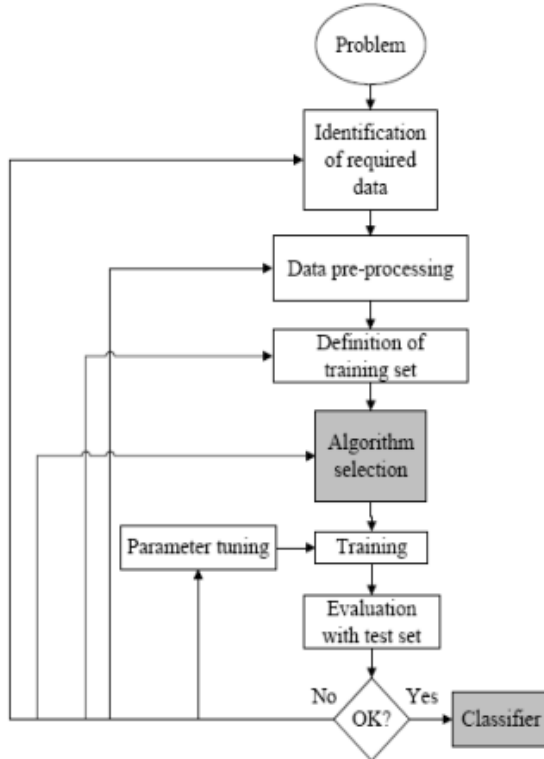 Problem
Identification
of required
data
Data pre-processing
Definition of
training set
Algorithm
selection
Parameter tuning
Training
Evaluation
with test set
No
OK?
Yes
Classifier